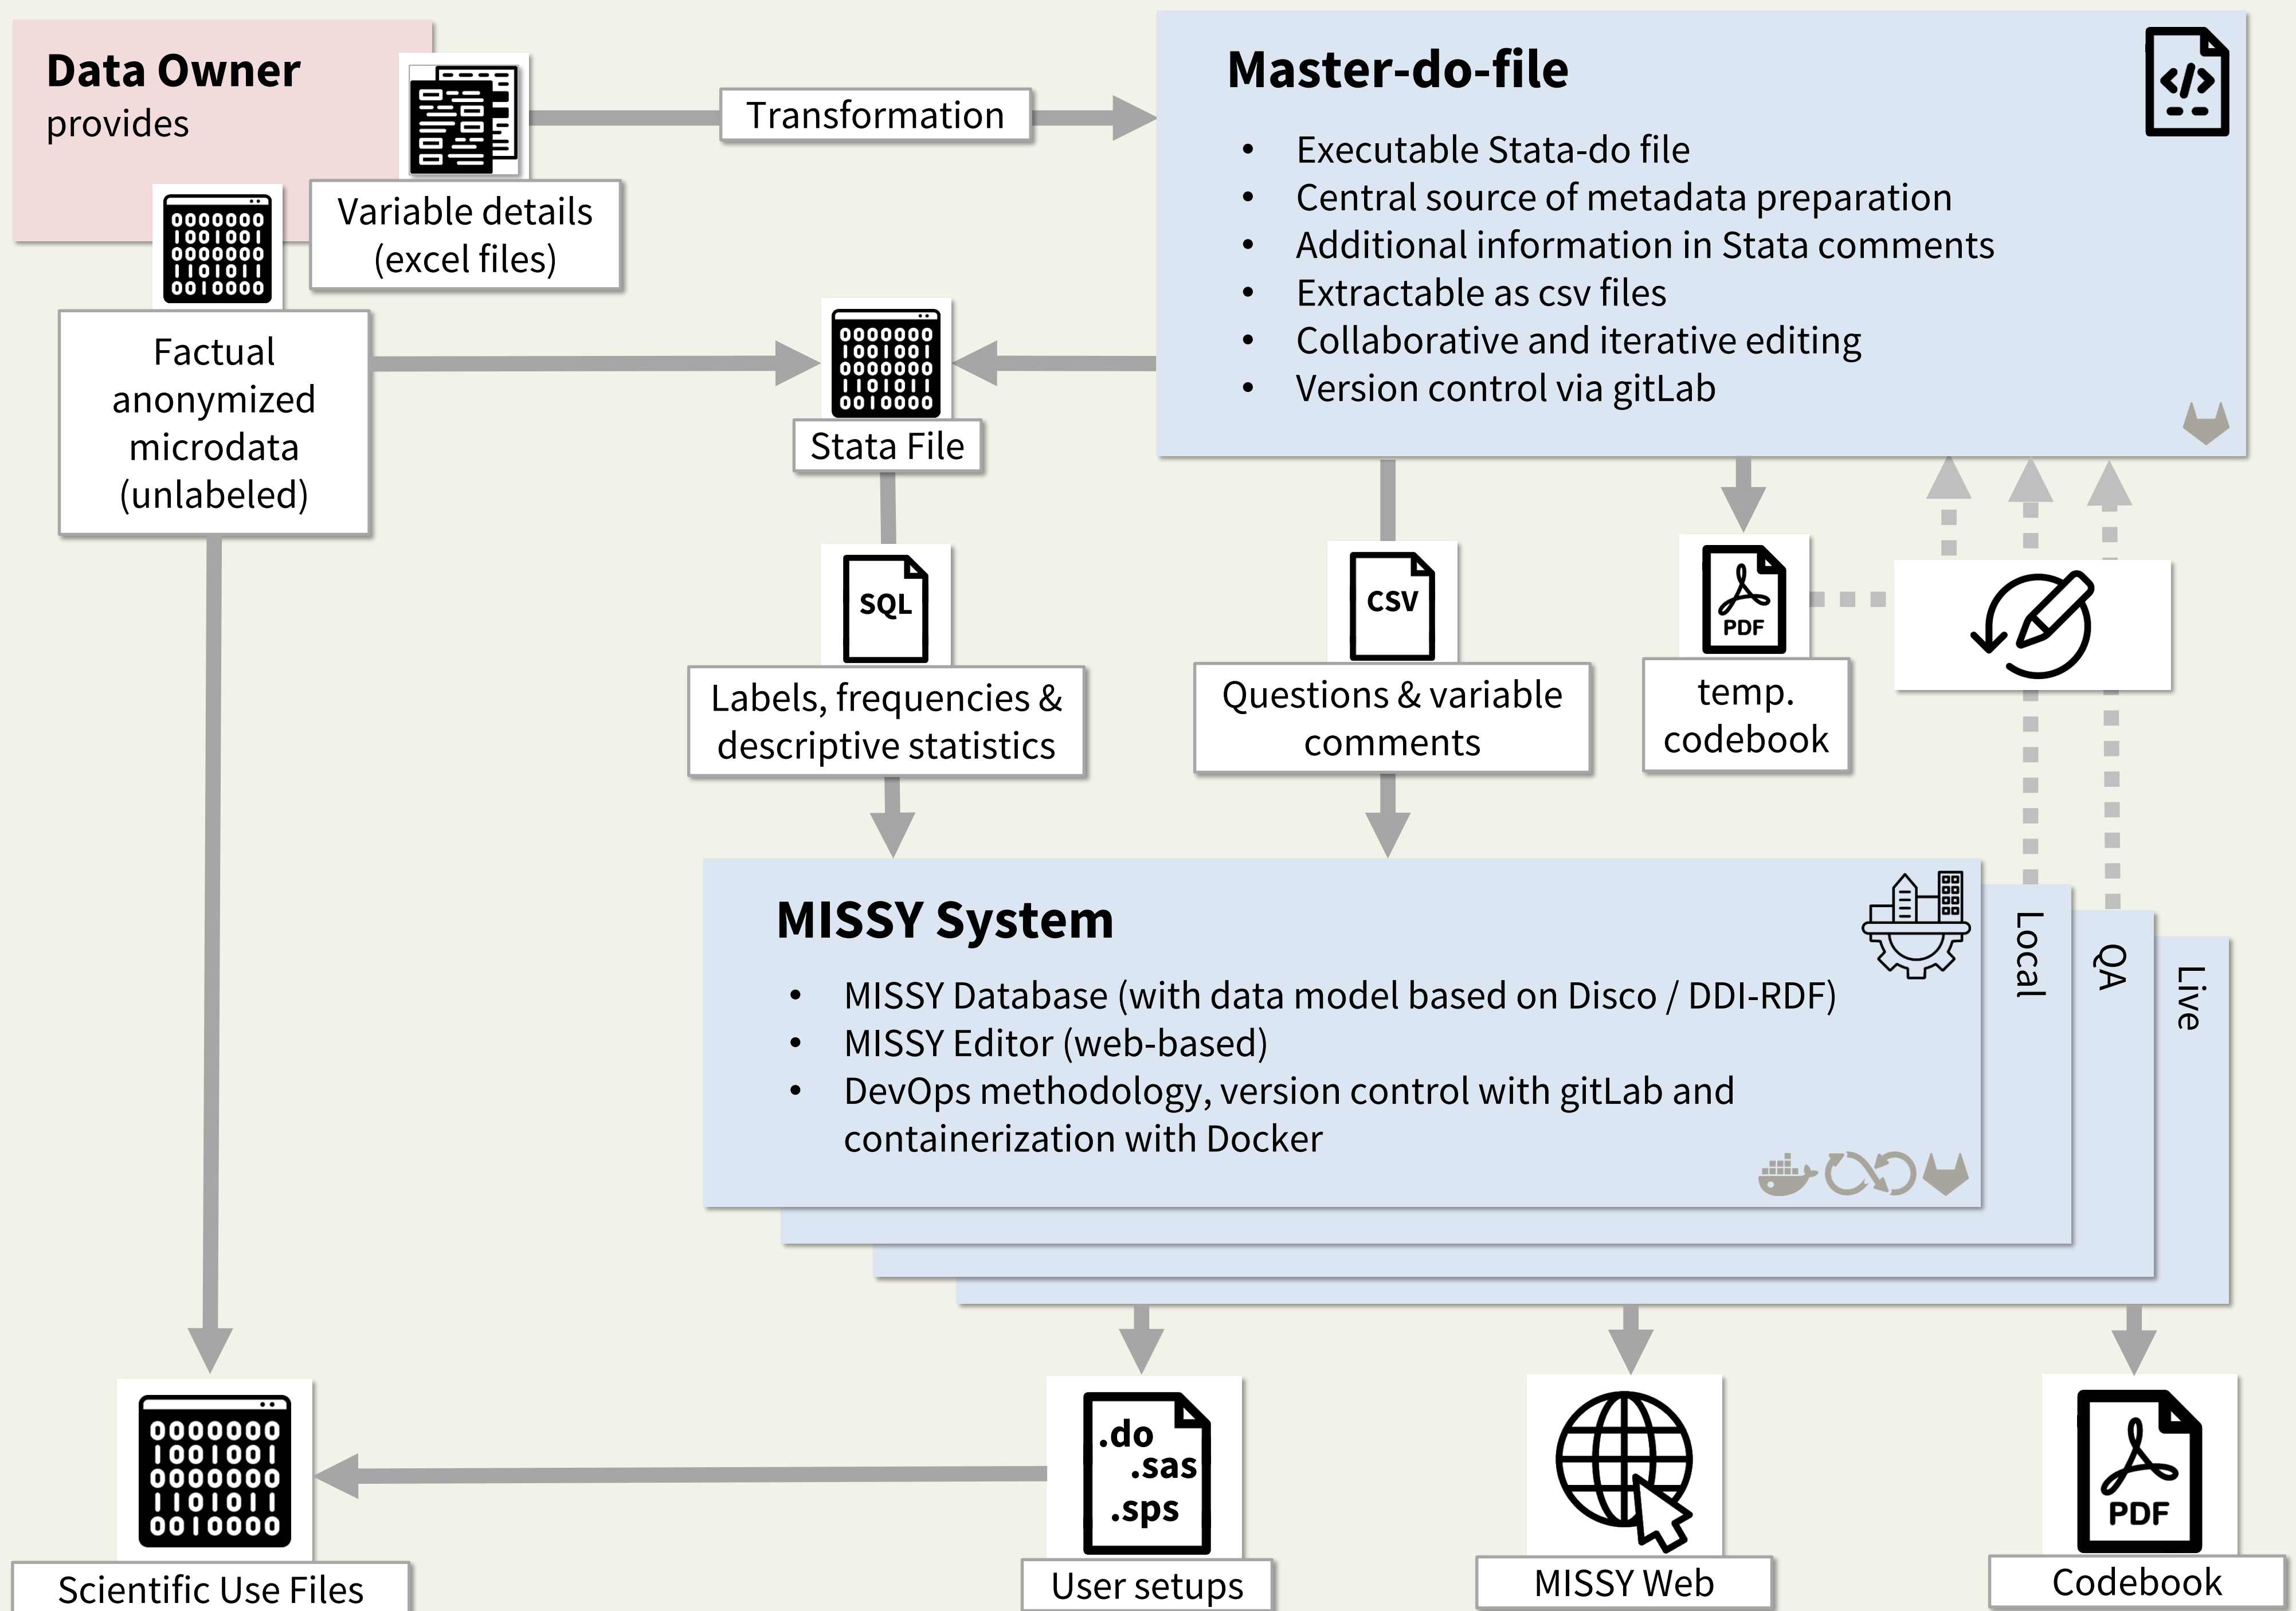 Data Owner
provides
Variable details
(excel files)
Factual
anonymized
microdata
(unlabeled)
Transformation
Master-do-file
• Executable Stata-do file
• Central source of metadata preparation
• Additional information in Stata comments
• Extractable as csv files
• Collaborative and iterative editing
• Version control via gitLab
Stata File
SQL
Labels, frequencies &
descriptive statistics
CSV
Questions & variable
comments
PDF
temp.
codebook
MISSY System
• MISSY Database (with data model based on Disco / DDI-RDF)
• MISSY Editor (web-based)
• DevOps methodology, version control with gitLab and
containerization with Docker
Local
QA
Live
Scientific Use Files
.do
.sas
.sps
User setups
MISSY Web
PDF
Codebook